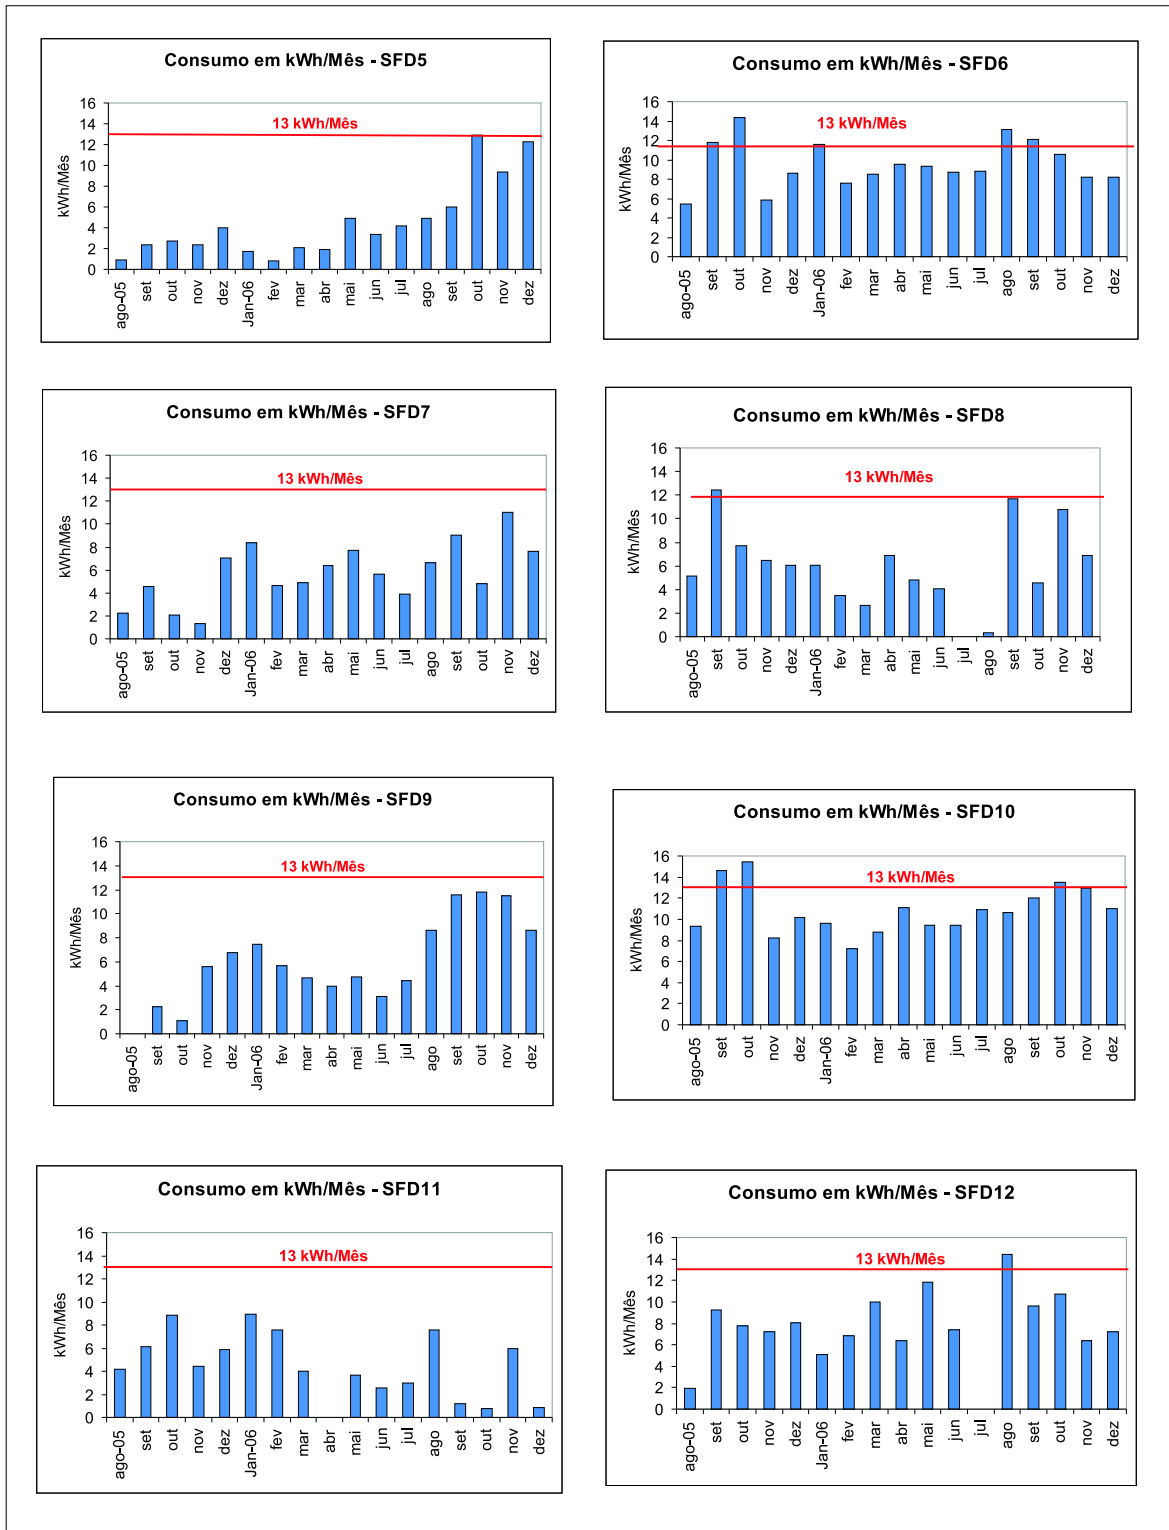 Consumo em kWh/Mês - SFD5
13 kWh/Mês
kWh/Mês
16
14
12
10
8
6
4
2
0
ago-05 set out nov dez Jan-06 fev mar abr mai jun jul ago set out nov dez
Consumo em kWh/Mês - SFD6
13 kWh/Mês
kWh/Mês
16
14
12
10
8
6
4
2
0
ago-05 set out nov dez Jan-06 fev mar abr mai jun jul ago set out nov dez
Consumo em kWh/Mês - SFD7
13 kWh/Mês
kWh/Mês
16
14
12
10
8
6
4
2
0
ago-05 set out nov dez Jan-06 fev mar abr mai jun jul ago set out nov dez
Consumo em kWh/Mês - SFD8
13 kWh/Mês
kWh/Mês
16
14
12
10
8
6
4
2
0
ago-05 set out nov dez Jan-06 fev mar abr mai jun jul ago set out nov dez
Consumo em kWh/Mês - SFD9
13 kWh/Mês
kWh/Mês
16
14
12
10
8
6
4
2
0
ago-05 set out nov dez Jan-06 fev mar abr mai jun jul ago set out nov dez
Consumo em kWh/Mês - SFD10
13 kWh/Mês
kWh/Mês
16
14
12
10
8
6
4
2
0
ago-05 set out nov dez Jan-06 fev mar abr mai jun jul ago set out nov dez
Consumo em kWh/Mês - SFD11
13 kWh/Mês
kWh/Mês
16
14
12
10
8
6
4
2
0
ago-05 set out nov dez Jan-06 fev mar abr mai jun jul ago set out nov dez
Consumo em kWh/Mês - SFD12
13 kWh/Mês
kWh/Mês
16
14
12
10
8
6
4
2
0
ago-05 set out nov dez Jan-06 fev mar abr mai jun jul ago set out nov dez